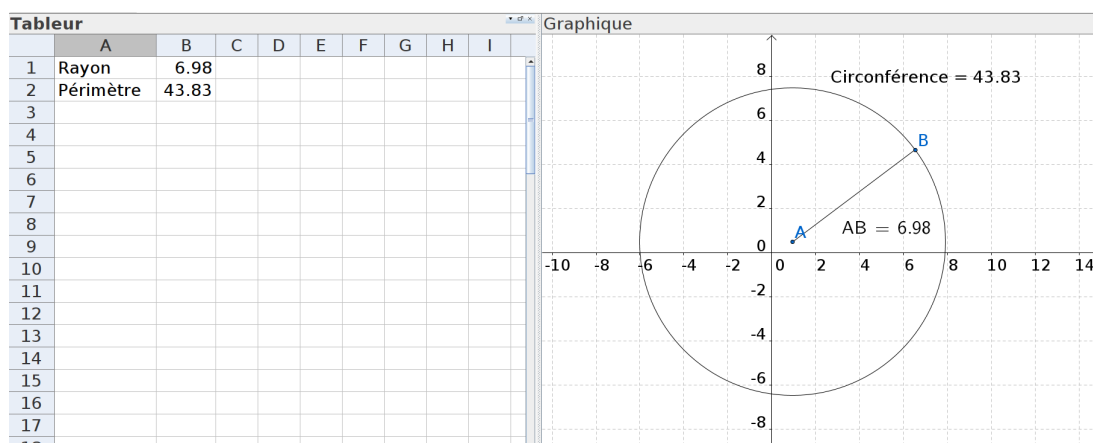 Tableur
A B C D E F G H I
1 Rayon 6.98
2 Périmètre 43.83
3
4
5
6
7
8
9
10
11
12
13
14
15
16
17
Graphique
8
Circonférence = 43.83
6
B
4
2
A
AB = 6.98
0
-10 -8 -6 -4 -2 0 2 4 6 8 10 12 14
-2
-4
-6
-8